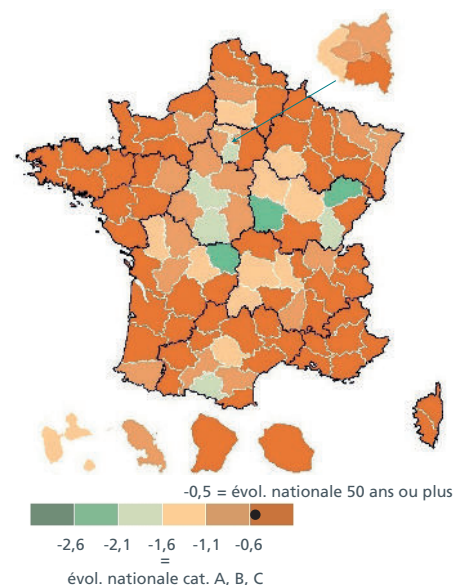 -0,5 = évol. nationale 50 ans ou plus
-2,6 -2,1 -1,6 -1,1 -0,6
=
évol. nationale cat. A, B, C